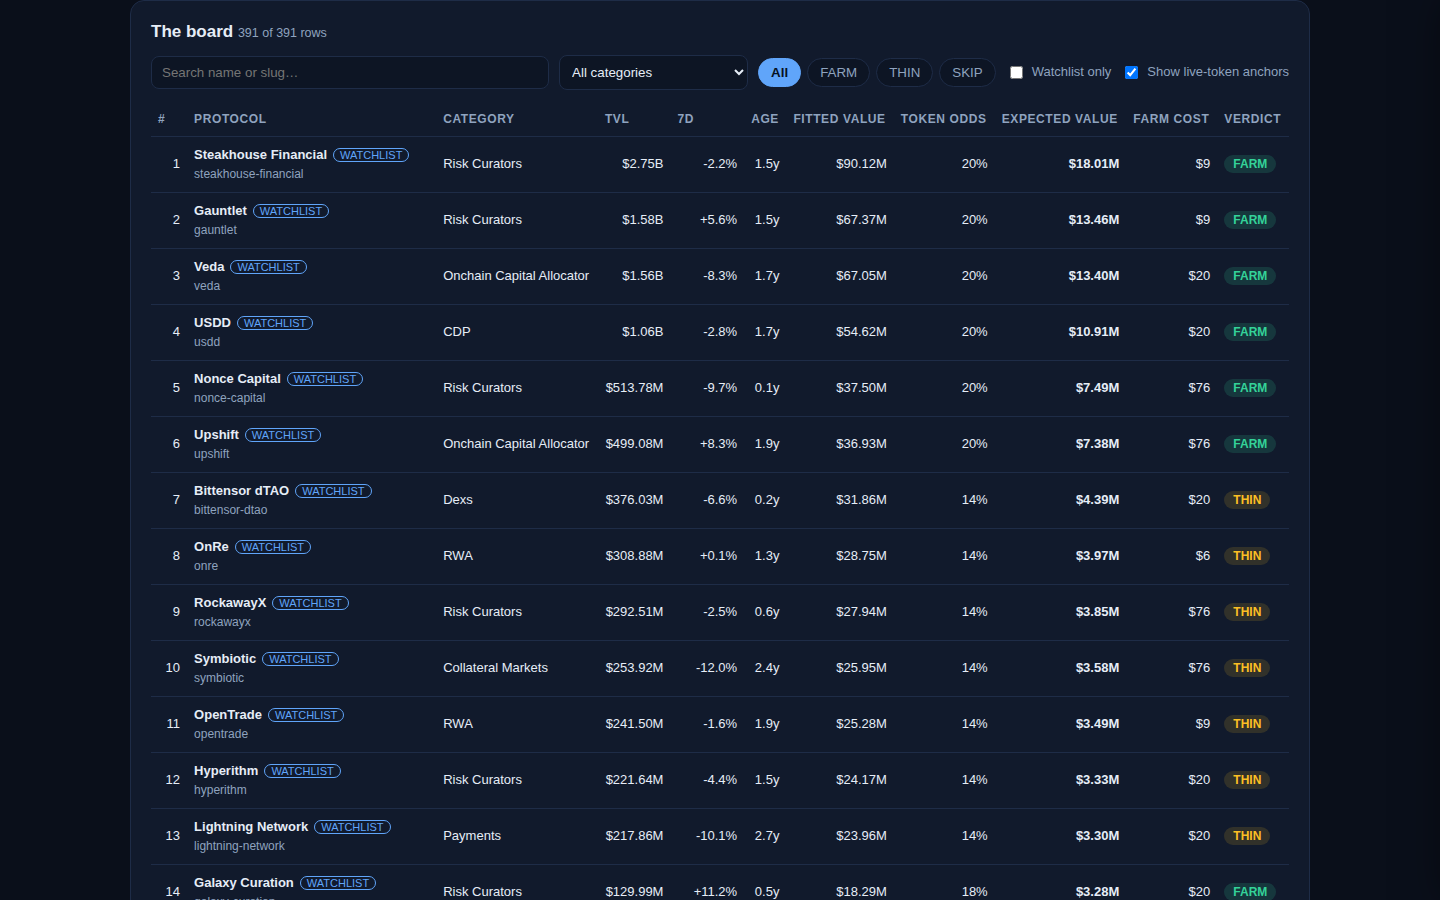 The board 391 of 391 rows
Search name or slug… All categories All FARM THIN SKIP Watchlist only Show live-token anchors
# PROTOCOL CATEGORY TVL 7D AGE FITTED VALUE TOKEN ODDS EXPECTED VALUE FARM COST VERDICT
1 Steakhouse Financial WATCHLIST Risk Curators $2.75B -2.2% 1.5y $90.12M 20% $18.01M $9 FARM
steakhouse-financial
2 Gauntlet WATCHLIST Risk Curators $1.58B +5.6% 1.5y $67.37M 20% $13.46M $9 FARM
gauntlet
3 Veda WATCHLIST Onchain Capital Allocator $1.56B -8.3% 1.7y $67.05M 20% $13.40M $20 FARM
veda
4 USDD WATCHLIST CDP $1.06B -2.8% 1.7y $54.62M 20% $10.91M $20 FARM
usdd
5 Nonce Capital WATCHLIST Risk Curators $513.78M -9.7% 0.1y $37.50M 20% $7.49M $76 FARM
nonce-capital
6 Upshift WATCHLIST Onchain Capital Allocator $499.08M +8.3% 1.9y $36.93M 20% $7.38M $76 FARM
upshift
7 Bittensor dTAO WATCHLIST Dexs $376.03M -6.6% 0.2y $31.86M 14% $4.39M $20 THIN
bittensor-dtao
8 OnRe WATCHLIST RWA $308.88M +0.1% 1.3y $28.75M 14% $3.97M $6 THIN
onre
9 RockawayX WATCHLIST Risk Curators $292.51M -2.5% 0.6y $27.94M 14% $3.85M $76 THIN
rockawayx
10 Symbiotic WATCHLIST Collateral Markets $253.92M -12.0% 2.4y $25.95M 14% $3.58M $76 THIN
symbiotic
11 OpenTrade WATCHLIST RWA $241.50M -1.6% 1.9y $25.28M 14% $3.49M $9 THIN
opentrade
12 Hyperithm WATCHLIST Risk Curators $221.64M -4.4% 1.5y $24.17M 14% $3.33M $20 THIN
hyperithm
13 Lightning Network WATCHLIST Payments $217.86M -10.1% 2.7y $23.96M 14% $3.30M $20 THIN
lightning-network
14 Galaxy Curation WATCHLIST Risk Curators $129.99M +11.2% 0.5y $18.29M 18% $3.28M $20 FARM